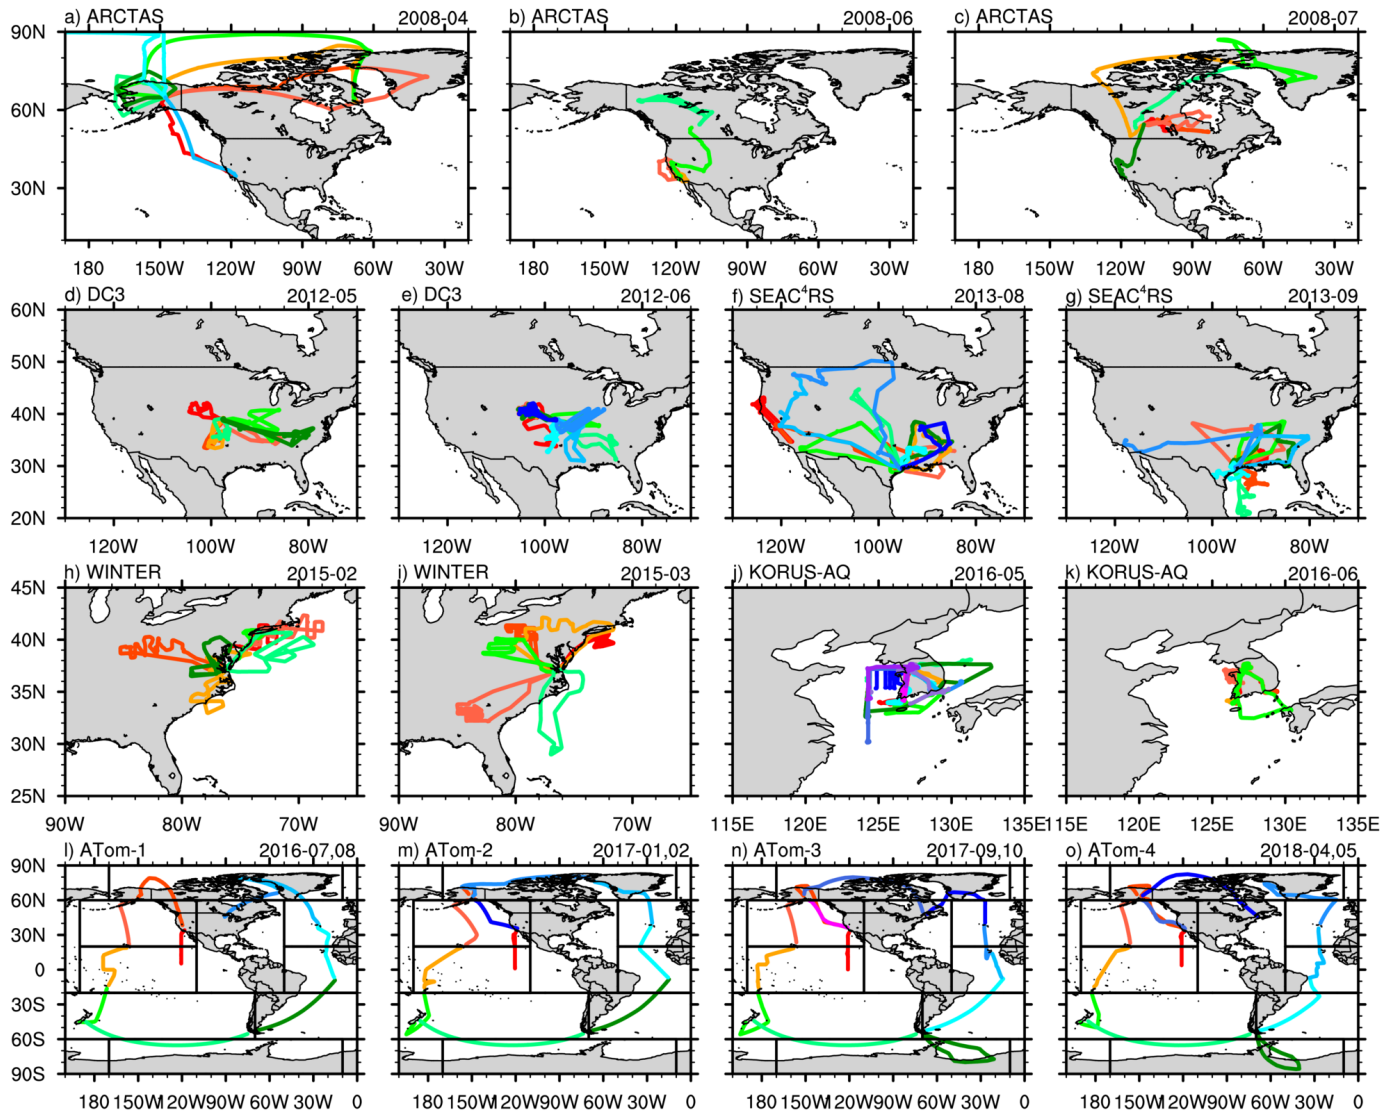 a) ARCTAS 2008-04 b) ARCTAS 2008-06 c) ARCTAS 2008-07
90N
60N
30N
180 150W 120W 90W 60W 30W 180 150W 120W 90W 60W 30W 180 150W 120W 90W 60W 30W
d) DC3 2012-05 e) DC3 2012-06 f) SEAC⁴RS 2013-08 g) SEAC⁴RS 2013-09
60N
50N
40N
30N
20N
120W 100W 80W 120W 100W 80W 120W 100W 80W 120W 100W 80W
h) WINTER 2015-02 i) WINTER 2015-03 j) KORUS-AQ 2016-05 k) KORUS-AQ 2016-06
45N
40N
35N
30N
25N
90W 80W 70W 90W 80W 70W 115E 120E 125E 130E 135E 115E 120E 125E 130E 135E
l) ATom-1 2016-07,08 m) ATom-2 2017-01,02 n) ATom-3 2017-09,10 o) ATom-4 2018-04,05
90N
60N
30N
0
30S
60S
90S
180 150W 120W 90W 60W 30W 0 180 150W 120W 90W 60W 30W 0 180 150W 120W 90W 60W 30W 0 180 150W 120W 90W 60W 30W 0